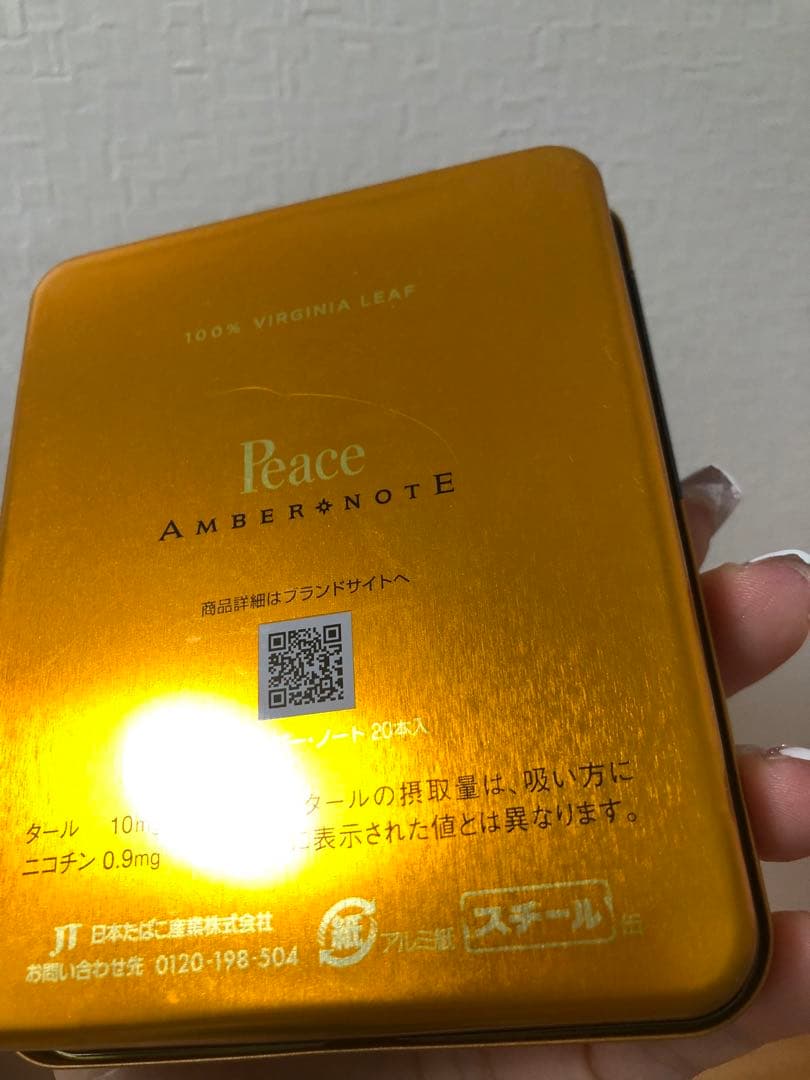 100% VIRGINIA LEAF
Peace
AMBER NOTE
商品詳細はブランドサイトへ
ー・ノート 20本入
タールの摂取量は、吸い方に
タール 10mg
に表示された値とは異なります。
ニコチン 0.9mg
JT 日本たばこ産業株式会社
お問い合わせ先 0120-198-504
紙 アルミ紙 スチール 缶